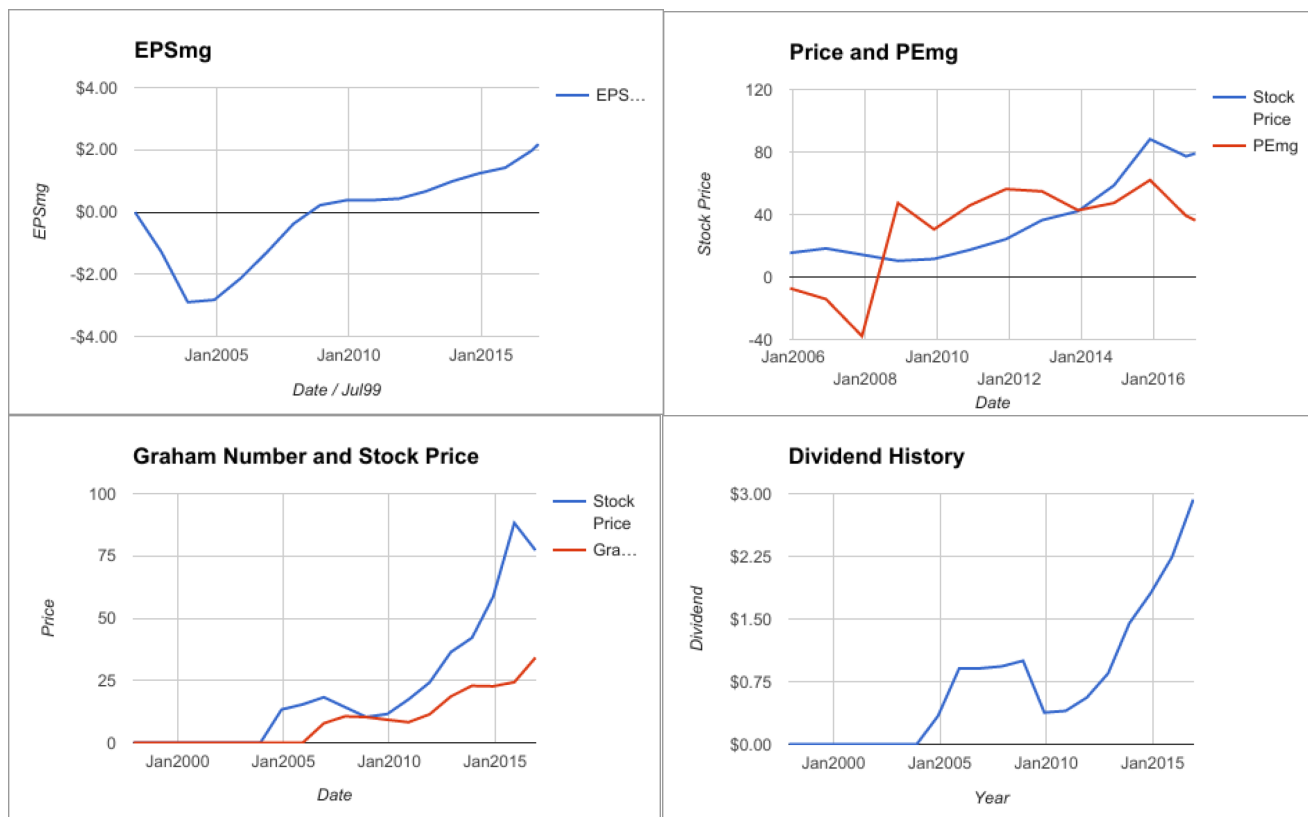 EPSmg
$4.00
$2.00
$0.00
-$2.00
-$4.00
EPSmg
Jan2005
Jan2010
Jan2015
Date / Jul99
EPS…
Price and PEmg
120
80
40
0
-40
Stock Price
Jan2006
Jan2008
Jan2010
Jan2012
Jan2014
Jan2016
Date
Stock
Price
PEmg
Graham Number and Stock Price
100
75
50
25
0
Price
Jan2000
Jan2005
Jan2010
Jan2015
Date
Stock
Price
Gra…
Dividend History
$3.00
$2.25
$1.50
$0.75
$0.00
Dividend
Jan2000
Jan2005
Jan2010
Jan2015
Year